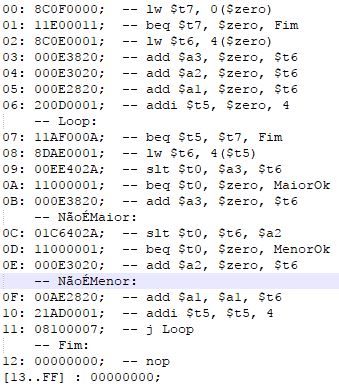 00: 8C0F0000;  -- lw $t7, 0($zero)
01: 11E00011;  -- beq $t7, $zero, Fim
02: 8C0E0001;  -- lw $t6, 4($zero)
03: 000E3820;  -- add $a3, $zero, $t6
04: 000E3020;  -- add $a2, $zero, $t6
05: 000E2820;  -- add $a1, $zero, $t6
06: 200D0001;  -- addi $t5, $zero, 4
-- Loop:
07: 11AF000A;  -- beq $t5, $t7, Fim
08: 8DAE0001;  -- lw $t6, 4($t5)
09: 00EE402A;  -- slt $t0, $a3, $t6
0A: 11000001;  -- beq $t0, $zero, MaiorOk
0B: 000E3820;  -- add $a3, $zero, $t6
-- NãoÉMaior:
0C: 01C6402A;  -- slt $t0, $t6, $a2
0D: 11000001;  -- beq $t0, $zero, MenorOk
0E: 000E3020;  -- add $a2, $zero, $t6
-- NãoÉMenor:
0F: 00AE2820;  -- add $a1, $a1, $t6
10: 21AD0001;  -- addi $t5, $t5, 4
11: 08100007;  -- j Loop
-- Fim:
12: 00000000;  -- nop
[13..FF] : 00000000;